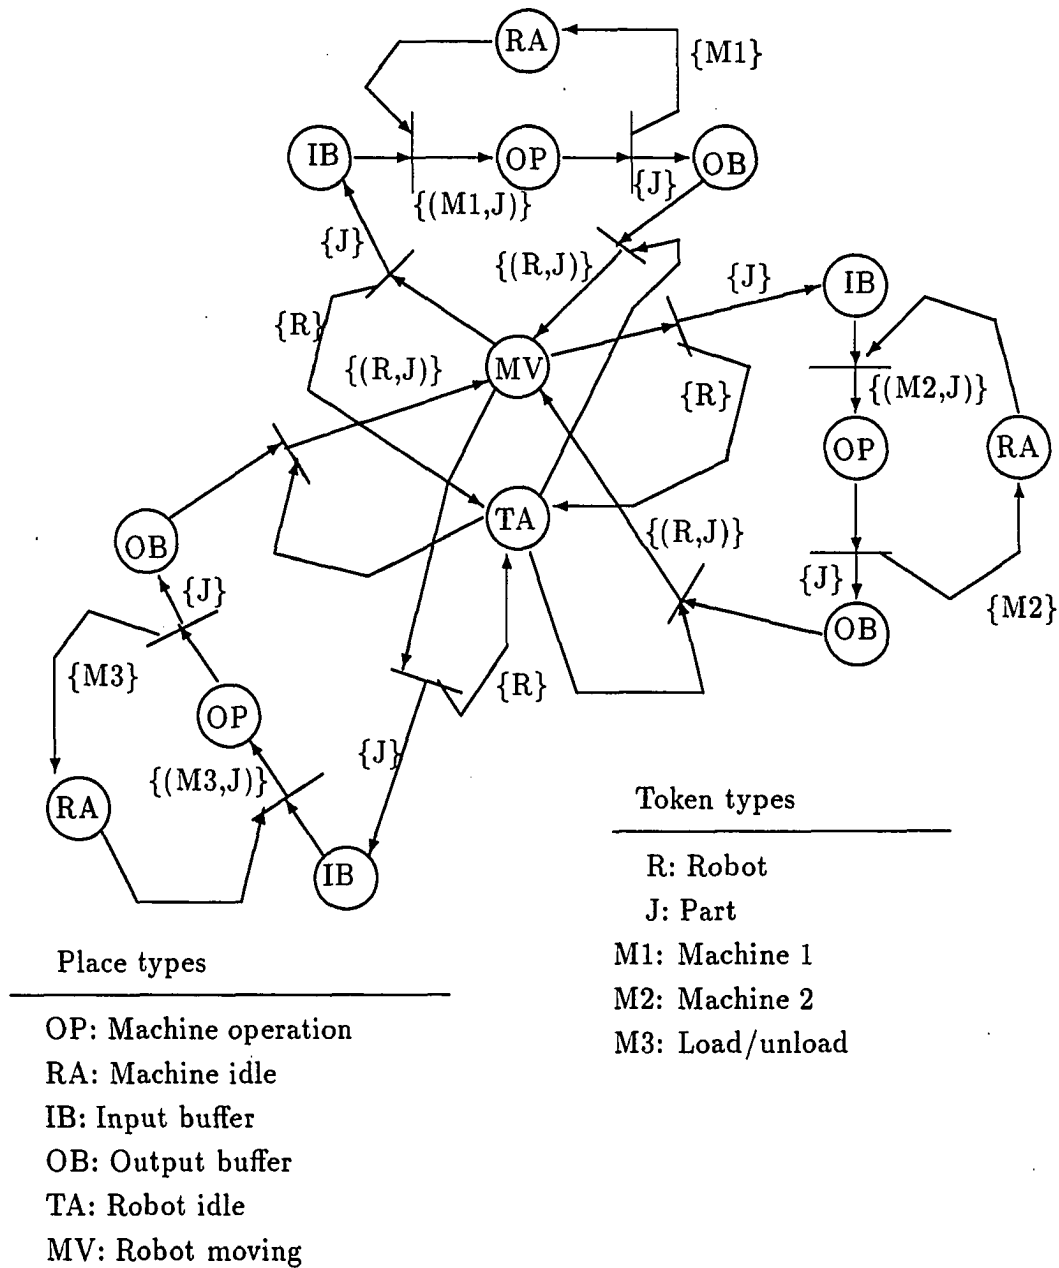 RA
{M1}
IB
OP
OB
{J}
{(M1,J)}
{J}
{(R,J)}
{J}
IB
{R}
{(R,J)}
MV
{R}
{(M2,J)}
OP
RA
TA
{(R,J)}
OB
{J}
{J}
{M2}
OB
{M3}
{R}
OP
{J}
{(M3,J)}
RA
IB
Token types
R: Robot
J: Part
M1: Machine 1
M2: Machine 2
M3: Load/unload
Place types
OP: Machine operation
RA: Machine idle
IB: Input buffer
OB: Output buffer
TA: Robot idle
MV: Robot moving